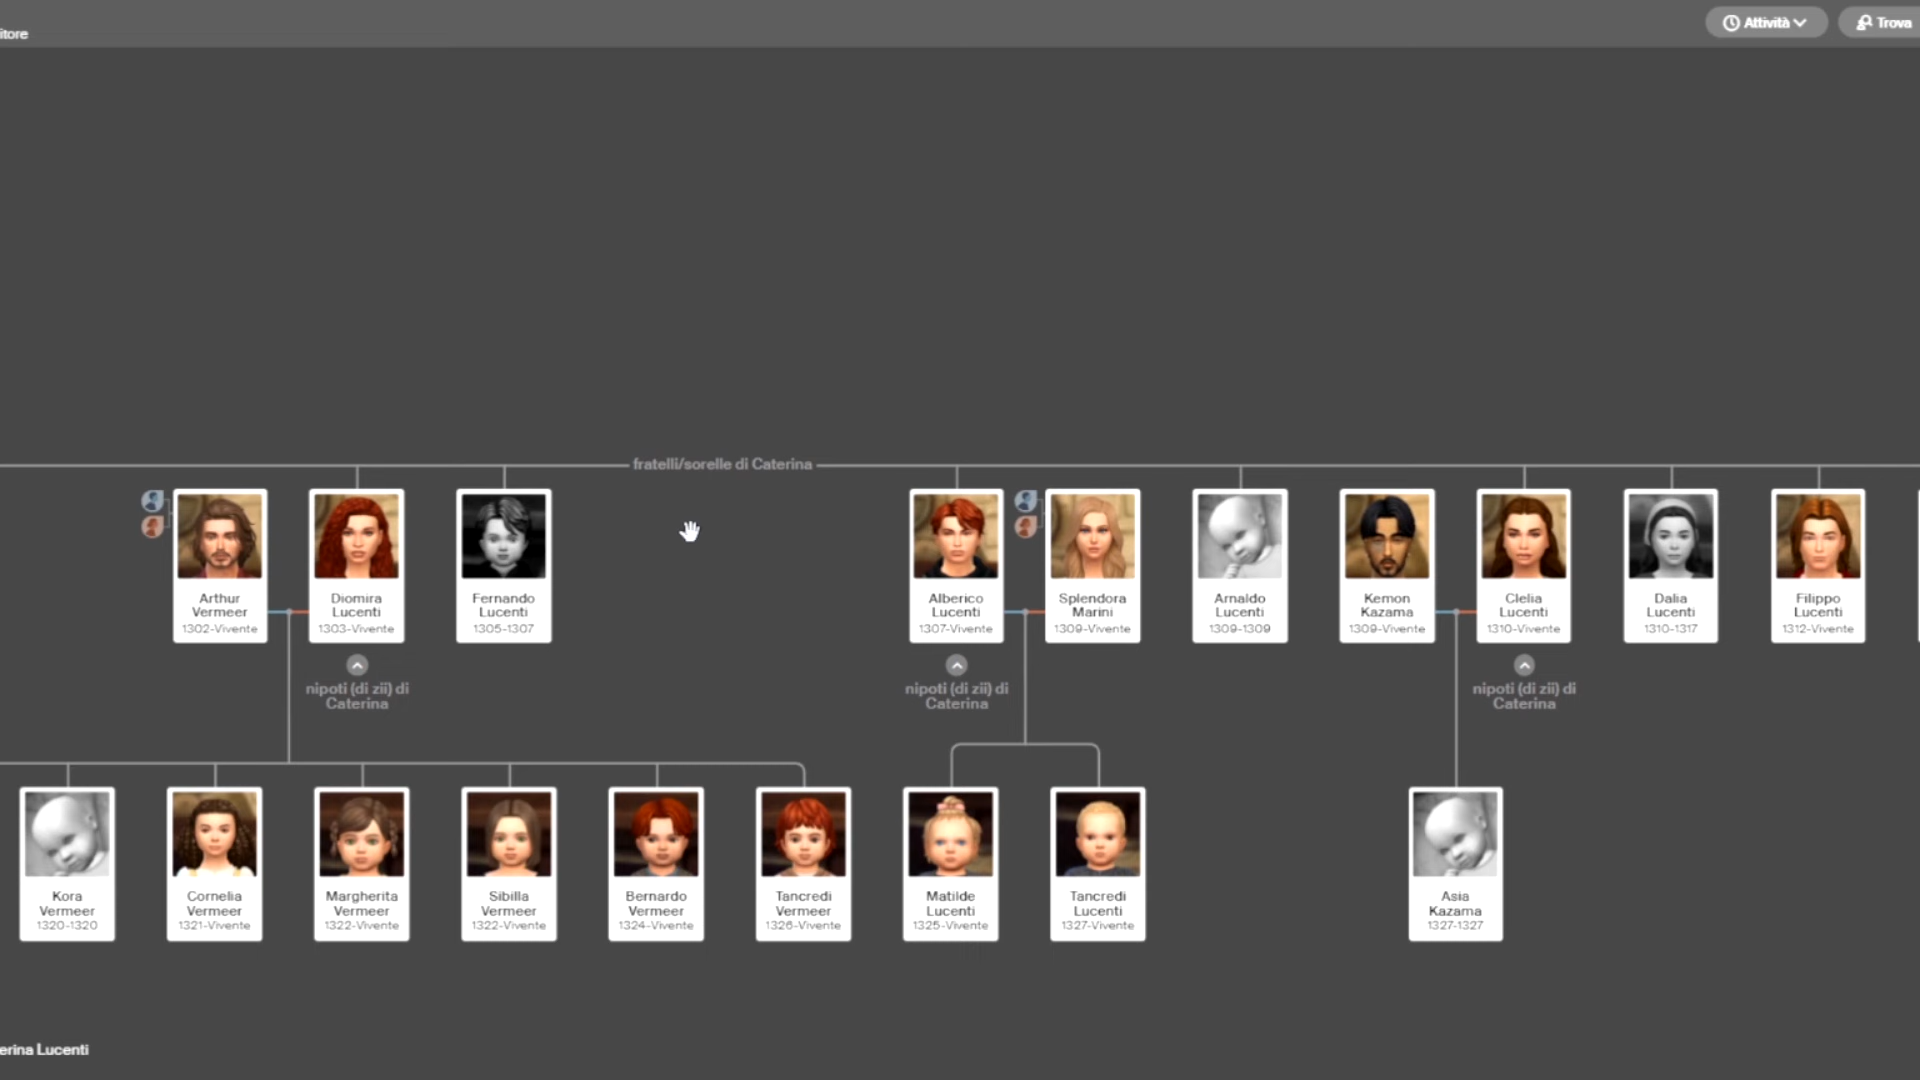 itore
Attività
Trova
fratelli/sorelle di Caterina
Arthur
Vermeer
1302-Vivente
Diomira
Lucenti
1303-Vivente
Fernando
Lucenti
1305-1307
Alberico
Lucenti
1307-Vivente
Splendora
Marini
1309-Vivente
Arnaldo
Lucenti
1309-1309
Kemon
Kazama
1309-Vivente
Clelia
Lucenti
1310-Vivente
Dalia
Lucenti
1310-1317
Filippo
Lucenti
1312-Vivente
nipoti (di zii) di
Caterina
nipoti (di zii) di
Caterina
nipoti (di zii) di
Caterina
Kora
Vermeer
1320-1320
Cornelia
Vermeer
1321-Vivente
Margherita
Vermeer
1322-Vivente
Sibilla
Vermeer
1322-Vivente
Bernardo
Vermeer
1324-Vivente
Tancredi
Vermeer
1326-Vivente
Matilde
Lucenti
1325-Vivente
Tancredi
Lucenti
1327-Vivente
Asia
Kazama
1327-1327
erina Lucenti